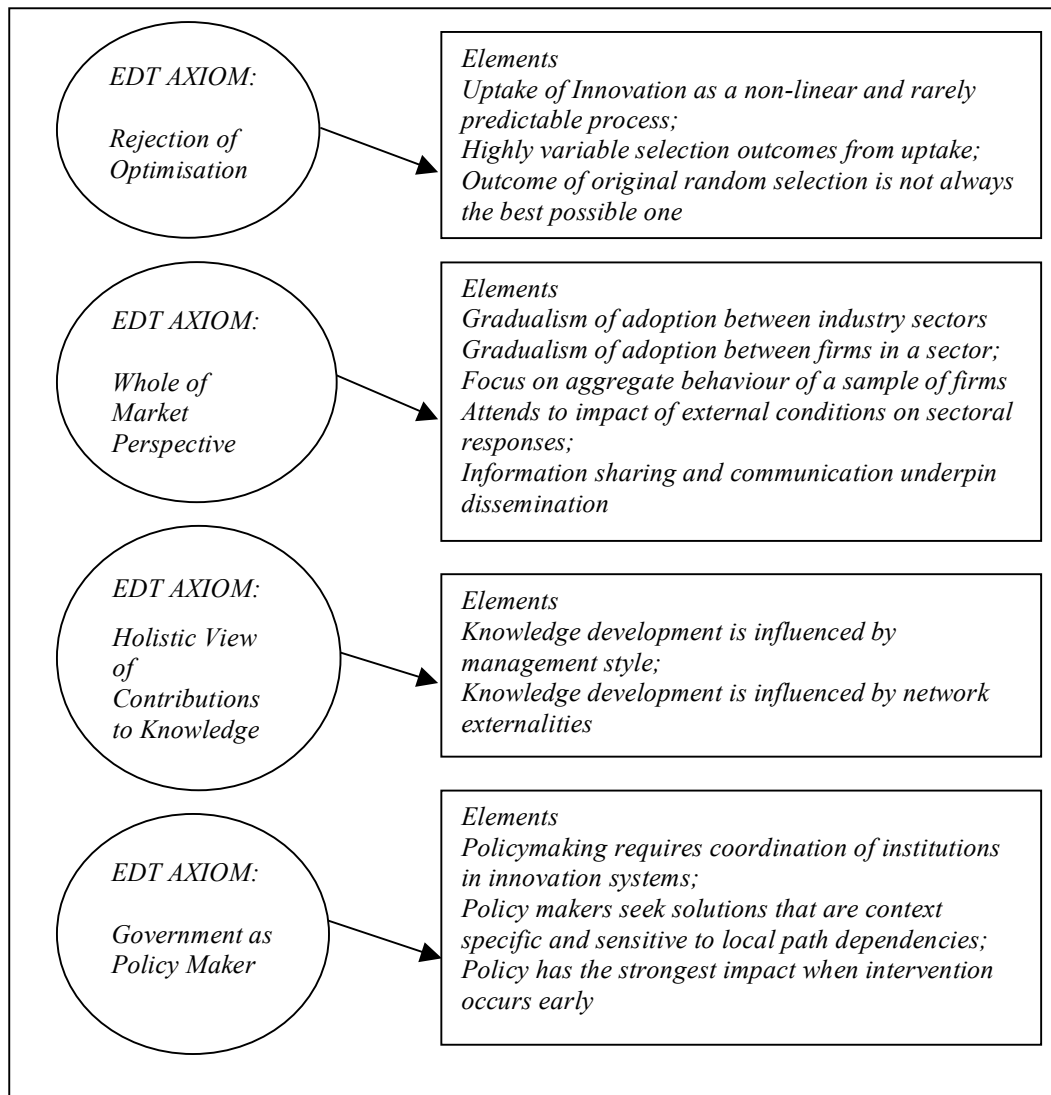 EDT AXIOM:
Rejection of
Optimisation
Elements
Uptake of Innovation as a non-linear and rarely
predictable process;
Highly variable selection outcomes from uptake;
Outcome of original random selection is not always
the best possible one
EDT AXIOM:
Whole of
Market
Perspective
Elements
Gradualism of adoption between industry sectors
Gradualism of adoption between firms in a sector;
Focus on aggregate behaviour of a sample of firms
Attends to impact of external conditions on sectoral
responses;
Information sharing and communication underpin
dissemination
EDT AXIOM:
Holistic View
of
Contributions
to Knowledge
Elements
Knowledge development is influenced by
management style;
Knowledge development is influenced by network
externalities
EDT AXIOM:
Government as
Policy Maker
Elements
Policymaking requires coordination of institutions
in innovation systems;
Policy makers seek solutions that are context
specific and sensitive to local path dependencies;
Policy has the strongest impact when intervention
occurs early